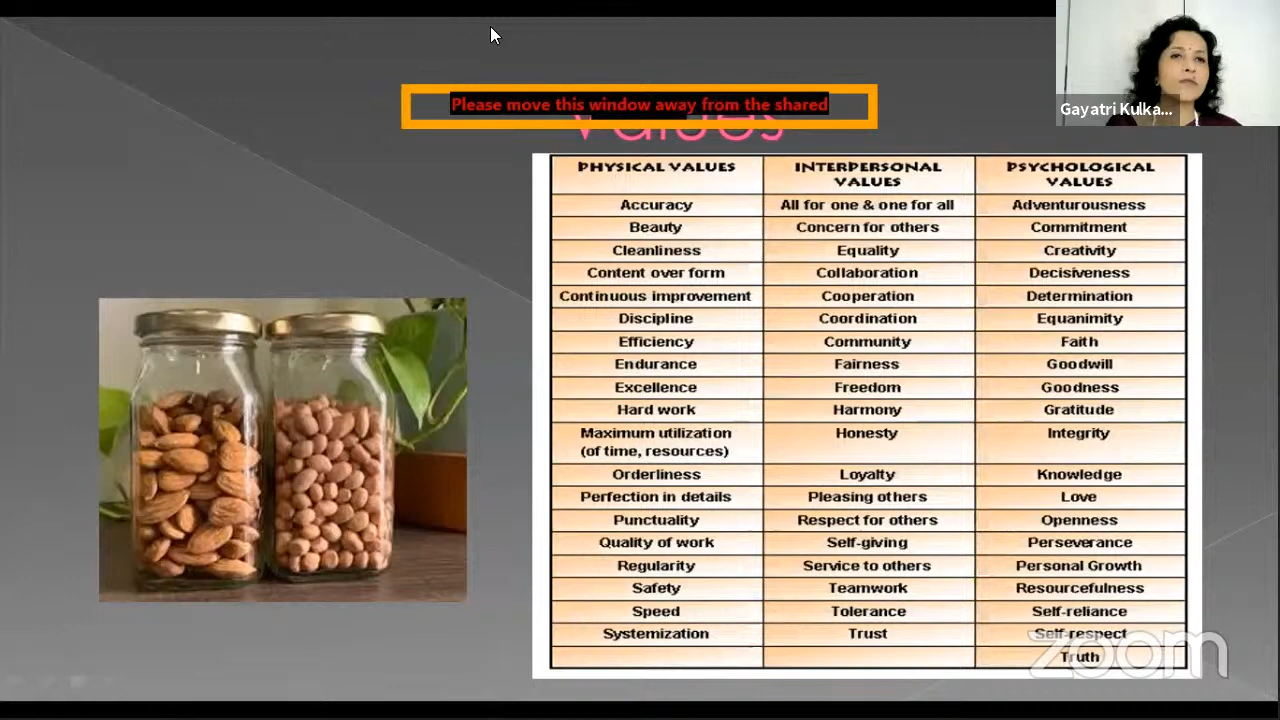 Please move this window away from the shared
Values
Gayatri Kulka...
PHYSICAL VALUES INTERPERSONAL VALUES PSYCHOLOGICAL VALUES
Accuracy All for one & one for all Adventurousness
Beauty Concern for others Commitment
Cleanliness Equality Creativity
Content over form Collaboration Decisiveness
Continuous improvement Cooperation Determination
Discipline Coordination Equanimity
Efficiency Community Faith
Endurance Fairness Goodwill
Excellence Freedom Goodness
Hard work Harmony Gratitude
Maximum utilization (of time, resources) Honesty Integrity
Orderliness Loyalty Knowledge
Perfection in details Pleasing others Love
Punctuality Respect for others Openness
Quality of work Self-giving Perseverance
Regularity Service to others Personal Growth
Safety Teamwork Resourcefulness
Speed Tolerance Self-reliance
Systemization Trust Self-respect
Truth
zoom